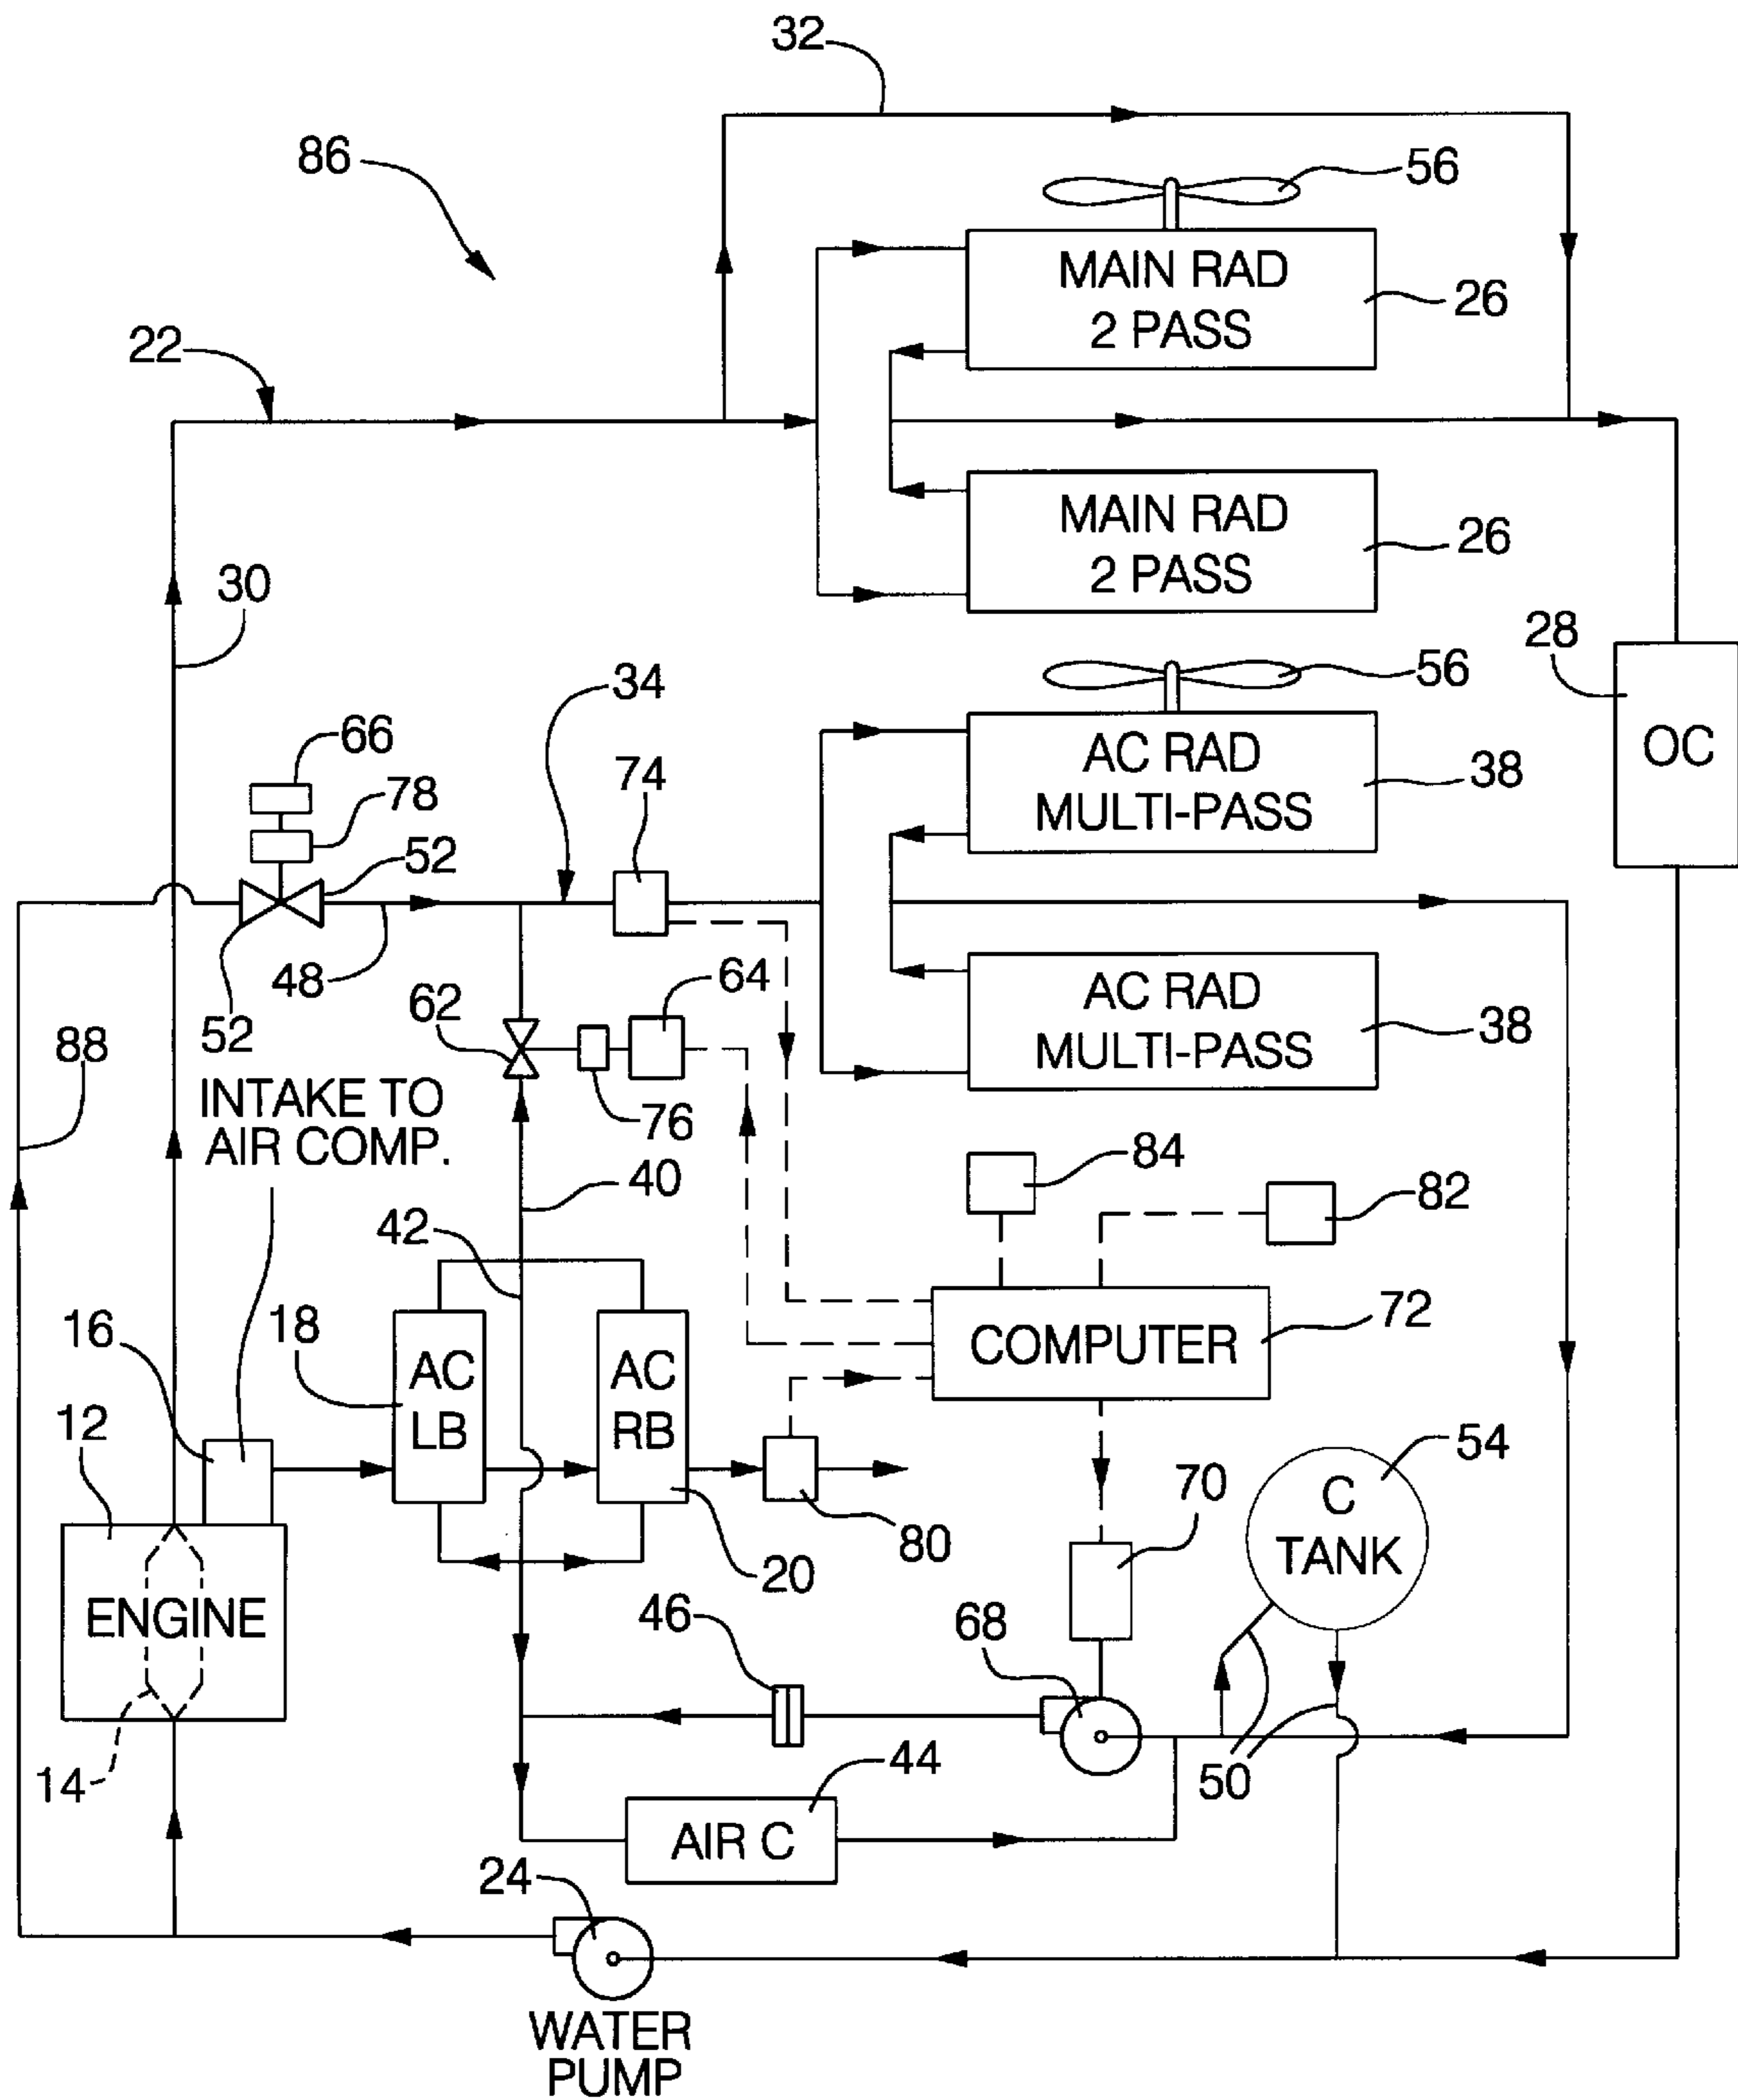 32
86
56
MAIN RAD
2 PASS
26
22
MAIN RAD
2 PASS
26
30
28
OC
34
56
66
78
74
52
AC RAD
MULTI-PASS
38
48
64
62
52
88
AC RAD
MULTI-PASS
38
INTAKE TO
AIR COMP.
76
84
82
40
42
16
18
AC
LB
AC
RB
COMPUTER
72
12
54
C
TANK
70
80
20
ENGINE
46
68
14
44
50
AIR C
24
WATER
PUMP